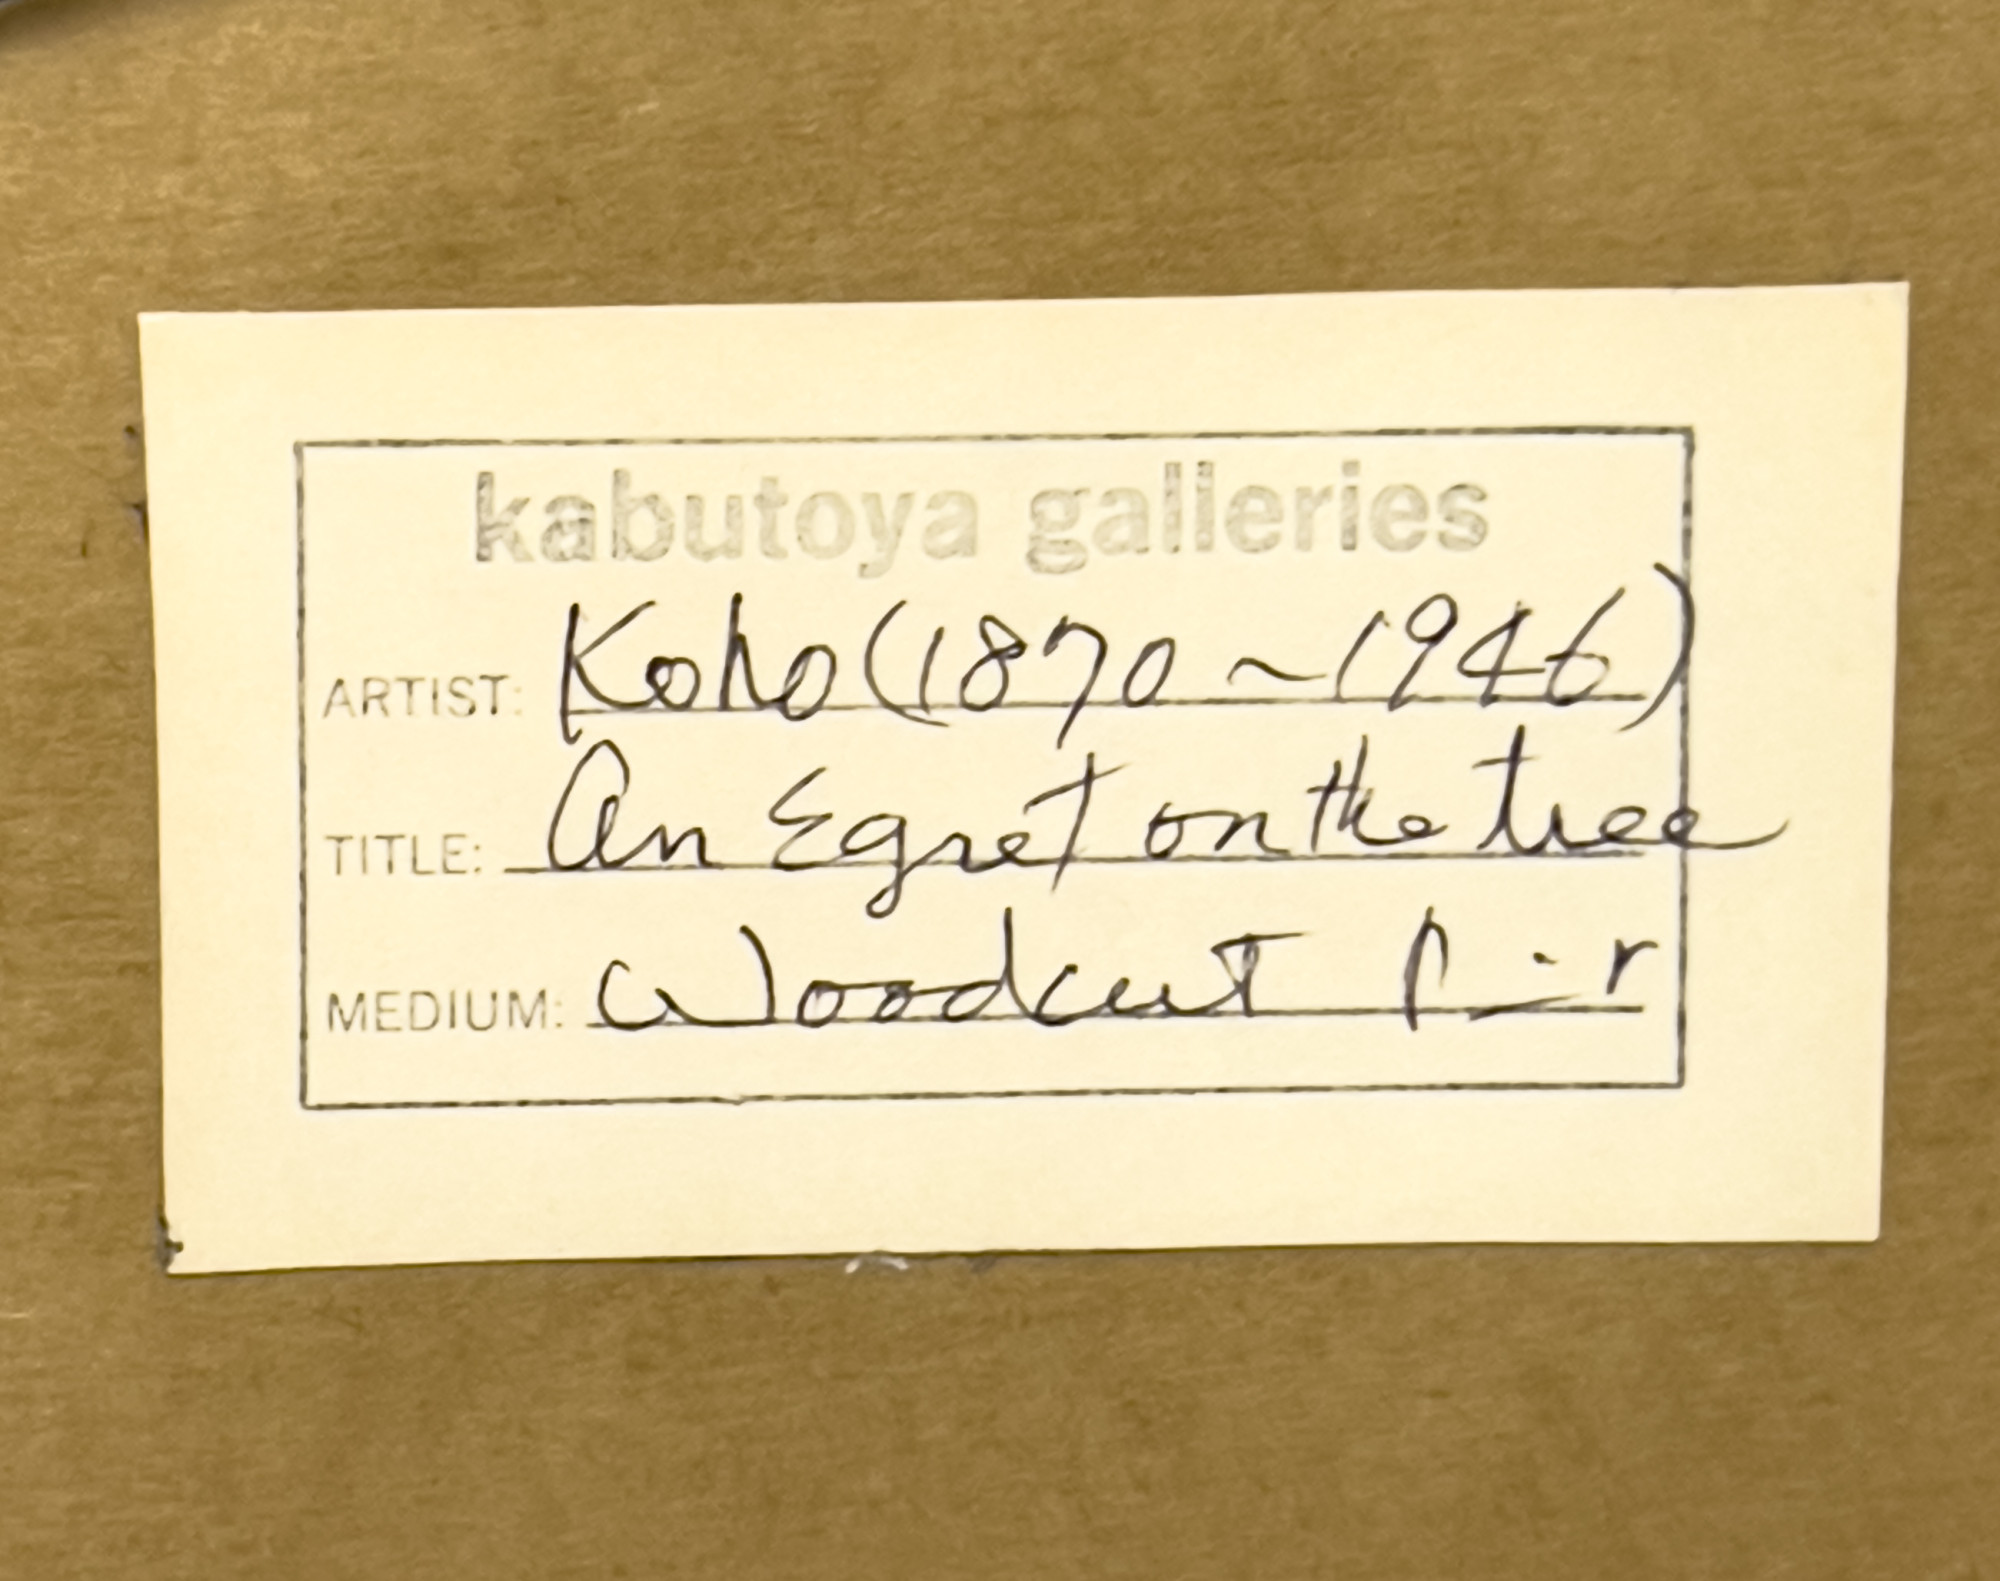 kabutoya galleries
ARTIST: Koho (1870~1946)
TITLE: An Egret on the tree
MEDIUM: Woodcut